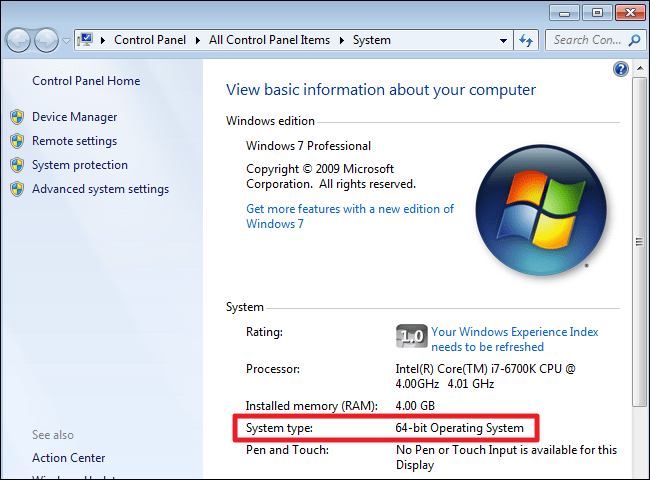 Control Panel ▸ All Control Panel Items ▸ System
Search Con...
Control Panel Home
Device Manager
Remote settings
System protection
Advanced system settings
See also
Action Center
View basic information about your computer
Windows edition
Windows 7 Professional
Copyright © 2009 Microsoft
Corporation.  All rights reserved.
Get more features with a new edition of
Windows 7
System
Rating:
1.0
Your Windows Experience Index
needs to be refreshed
Processor:
Intel(R) Core(TM) i7-6700K CPU @
4.00GHz  4.01 GHz
Installed memory (RAM):
4.00 GB
System type:
64-bit Operating System
Pen and Touch:
No Pen or Touch Input is available for this
Display